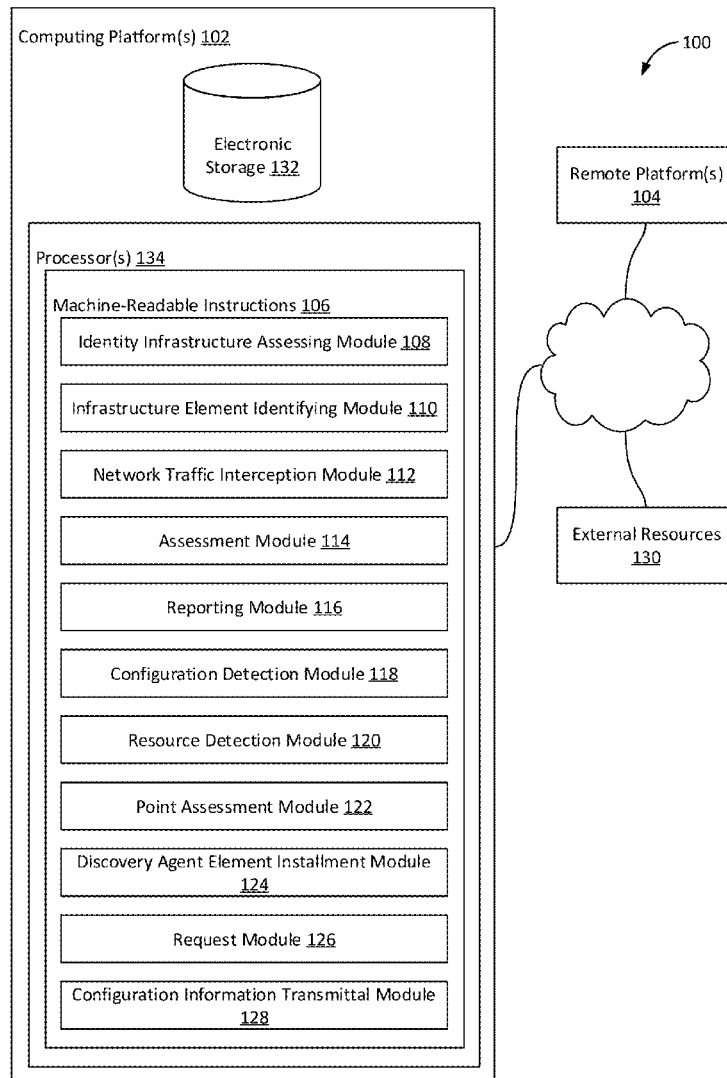 Computing Platform(s) 102
100
Electronic
Storage 132
Remote Platform(s)
104
Processor(s) 134
Machine-Readable Instructions 106
Identity Infrastructure Assessing Module 108
Infrastructure Element Identifying Module 110
Network Traffic Interception Module 112
Assessment Module 114
External Resources
130
Reporting Module 116
Configuration Detection Module 118
Resource Detection Module 120
Point Assessment Module 122
Discovery Agent Element Installment Module
124
Request Module 126
Configuration Information Transmittal Module
128